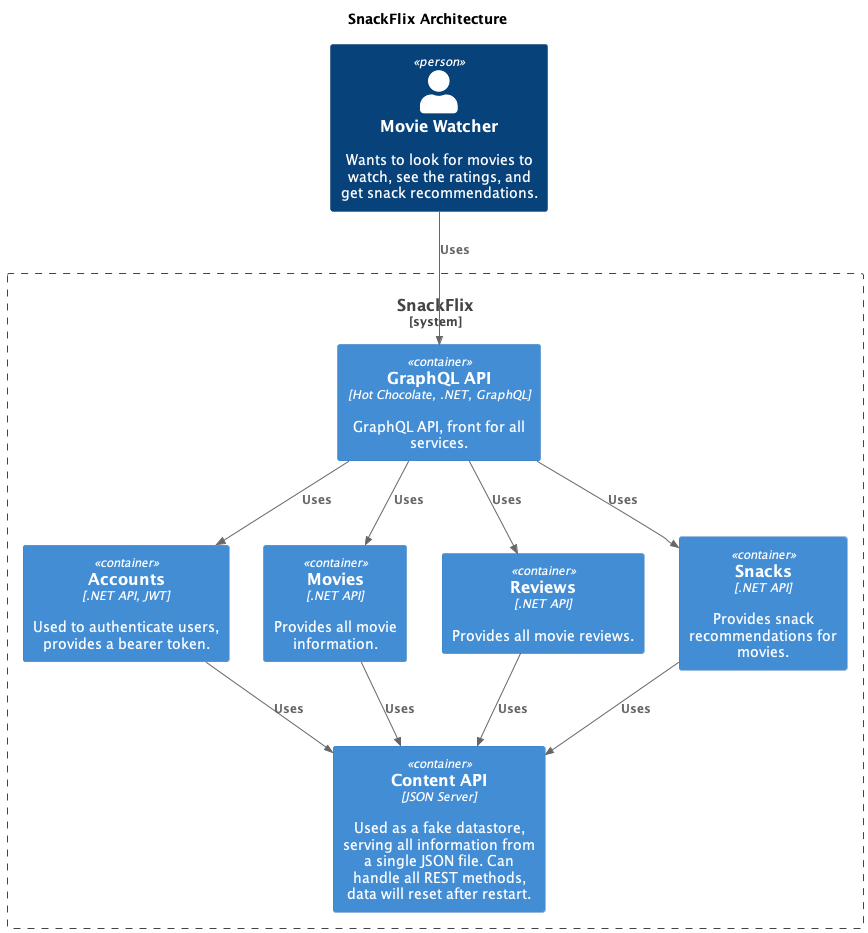 SnackFlix Architecture
«person»
Movie Watcher
Wants to look for movies to
watch, see the ratings, and
get snack recommendations.
Uses
SnackFlix
[system]
«container»
GraphQL API
[Hot Chocolate, .NET, GraphQL]
GraphQL API, front for all
services.
Uses
Uses
Uses
Uses
«container»
Accounts
[.NET API, JWT]
Used to authenticate users,
provides a bearer token.
«container»
Movies
[.NET API]
Provides all movie
information.
«container»
Reviews
[.NET API]
Provides all movie reviews.
«container»
Snacks
[.NET API]
Provides snack
recommendations for
movies.
Uses
Uses
Uses
Uses
«container»
Content API
[JSON Server]
Used as a fake datastore,
serving all information from
a single JSON file. Can
handle all REST methods,
data will reset after restart.